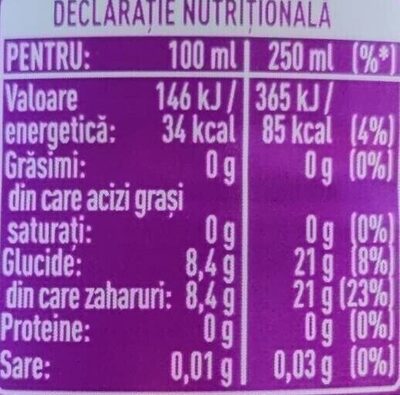 DECLARAȚIE NUTRIȚIONALĂ
PENTRU: 100 ml 250 ml (%*)
Valoare 146 kJ/ 365 kJ/
energetică: 34 kcal 85 kcal (4%)
Grăsimi: 0 g 0 g (0%)
din care acizi grași
saturați: 0 g 0 g (0%)
Glucide: 8,4 g 21 g (8%)
din care zaharuri: 8,4 g 21 g (23%)
Proteine: 0 g 0 g (0%)
Sare: 0,01 g 0,03 g (0%)